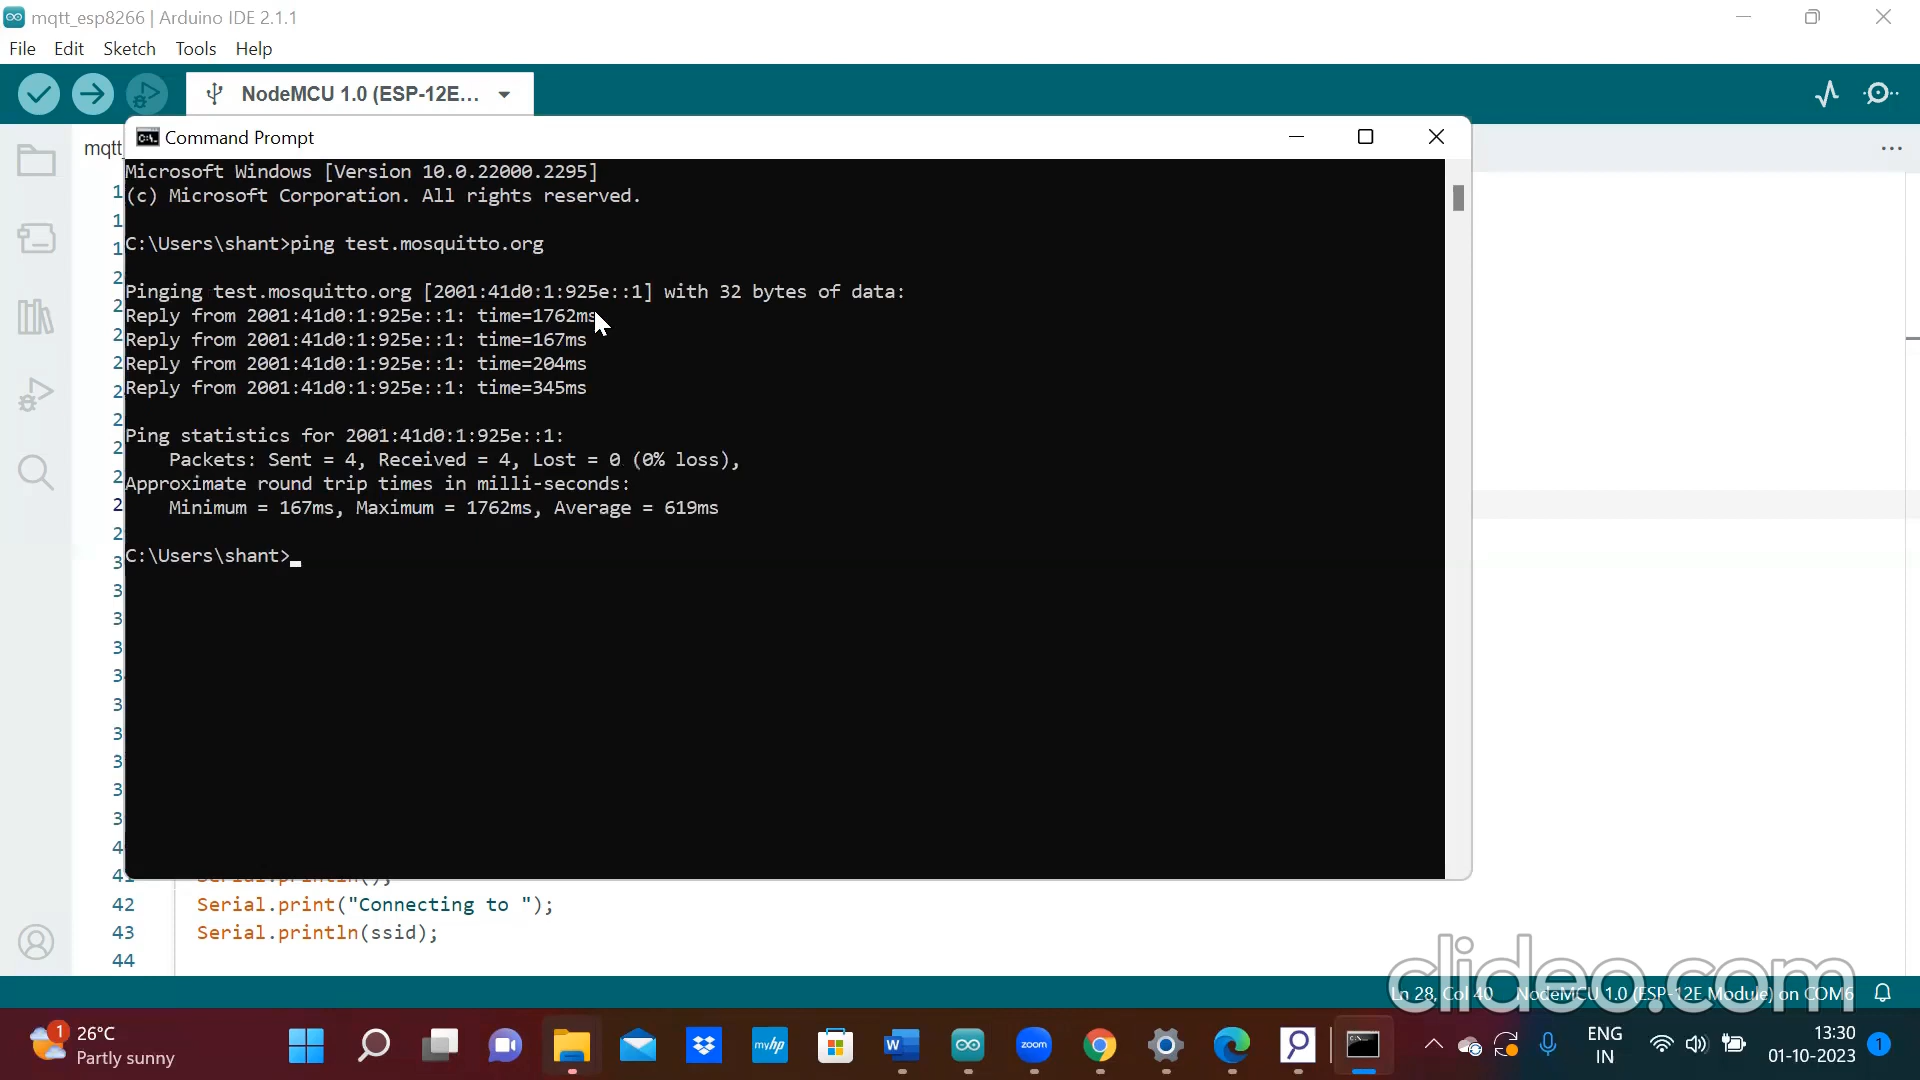 mqtt_esp8266 | Arduino IDE 2.1.1
File Edit Sketch Tools Help
NodeMCU 1.0 (ESP-12E...
mqtt_
Command Prompt
Microsoft Windows [Version 10.0.22000.2295]
(c) Microsoft Corporation. All rights reserved.
C:\Users\shant>ping test.mosquitto.org
Pinging test.mosquitto.org [2001:41d0:1:925e::1] with 32 bytes of data:
Reply from 2001:41d0:1:925e::1: time=1762ms
Reply from 2001:41d0:1:925e::1: time=167ms
Reply from 2001:41d0:1:925e::1: time=204ms
Reply from 2001:41d0:1:925e::1: time=345ms
Ping statistics for 2001:41d0:1:925e::1:
Packets: Sent = 4, Received = 4, Lost = 0 (0% loss),
Approximate round trip times in milli-seconds:
Minimum = 167ms, Maximum = 1762ms, Average = 619ms
C:\Users\shant>
41 Serial.println();
42 Serial.print("Connecting to ");
43 Serial.println(ssid);
44
clideo.com
Ln 28, Col 40 NodeMCU 1.0 (ESP-12E Module) on COM6
1
26°C
Partly sunny
myhp
W
zoom
ENG
IN
13:30
01-10-2023
1